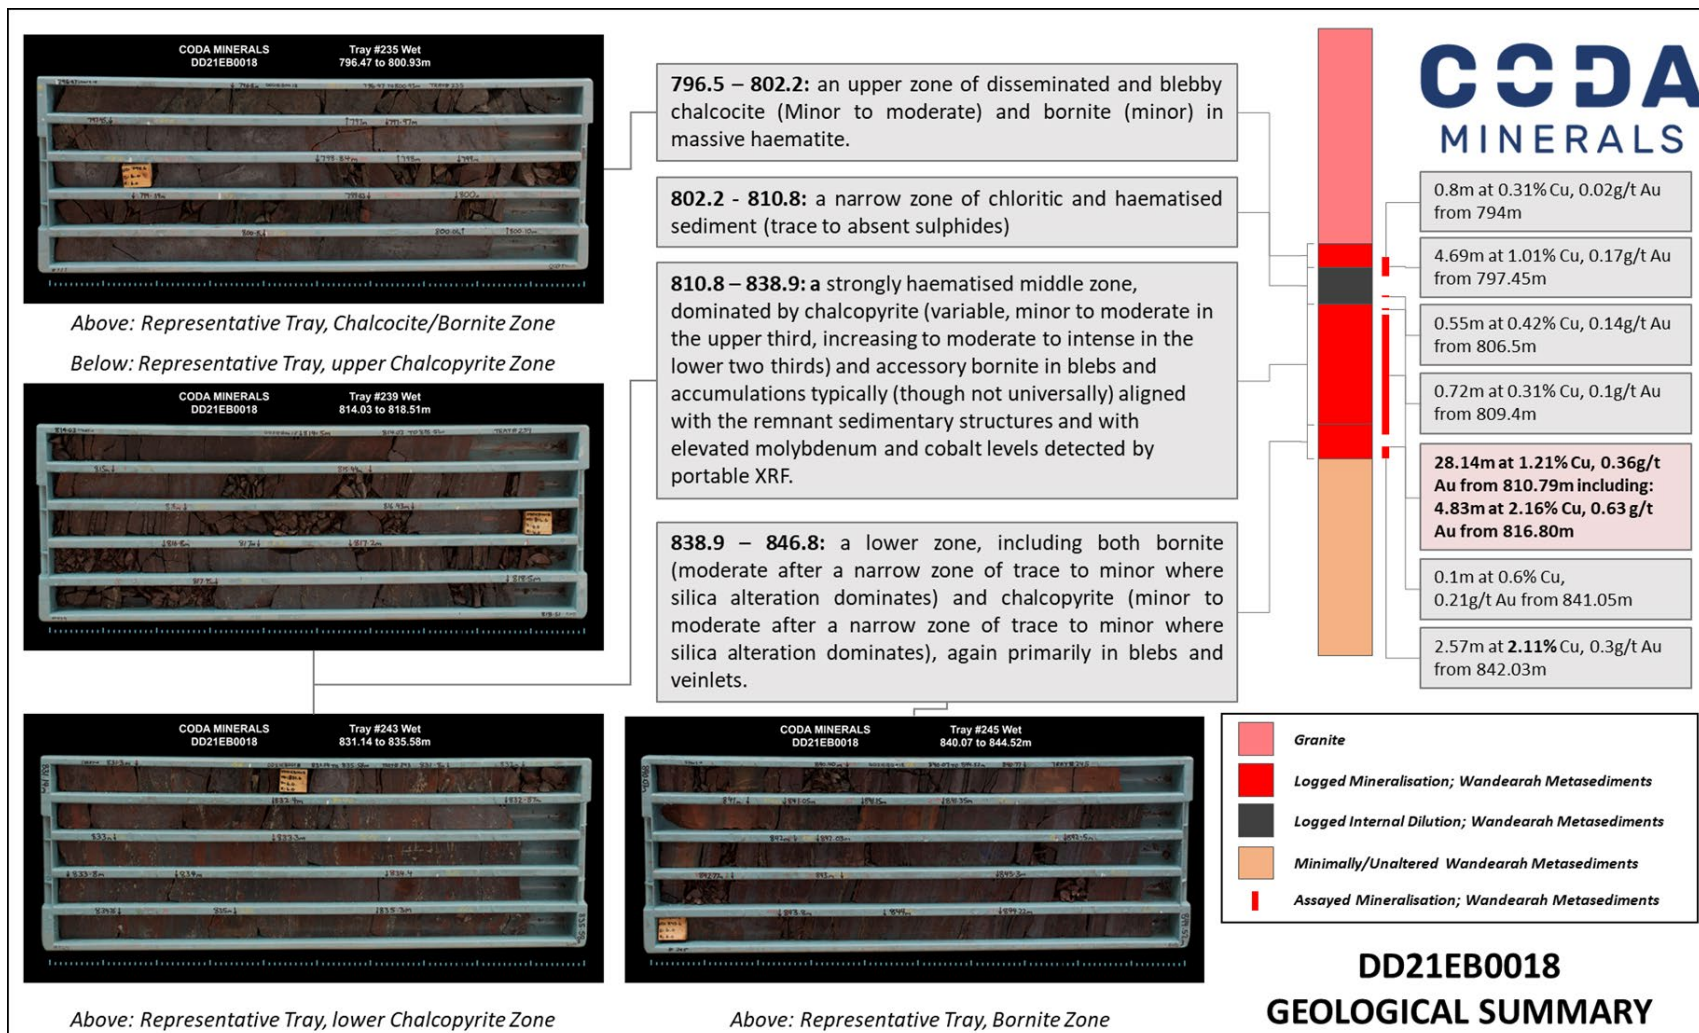 CODA MINERALS
DD21EB0018
Tray #235 Wet
796.47 to 800.93m
Above: Representative Tray, Chalcocite/Bornite Zone
Below: Representative Tray, upper Chalcopyrite Zone
CODA MINERALS
DD21EB0018
Tray #239 Wet
814.03 to 818.51m
CODA MINERALS
DD21EB0018
Tray #243 Wet
831.14 to 835.58m
Above: Representative Tray, lower Chalcopyrite Zone
CODA MINERALS
DD21EB0018
Tray #245 Wet
840.07 to 844.52m
Above: Representative Tray, Bornite Zone
796.5 – 802.2: an upper zone of disseminated and blebby
chalcocite (Minor to moderate) and bornite (minor) in
massive haematite.
802.2 - 810.8: a narrow zone of chloritic and haematised
sediment (trace to absent sulphides)
810.8 – 838.9: a strongly haematised middle zone,
dominated by chalcopyrite (variable, minor to moderate in
the upper third, increasing to moderate to intense in the
lower two thirds) and accessory bornite in blebs and
accumulations typically (though not universally) aligned
with the remnant sedimentary structures and with
elevated molybdenum and cobalt levels detected by
portable XRF.
838.9 – 846.8: a lower zone, including both bornite
(moderate after a narrow zone of trace to minor where
silica alteration dominates) and chalcopyrite (minor to
moderate after a narrow zone of trace to minor where
silica alteration dominates), again primarily in blebs and
veinlets.
CODA
MINERALS
0.8m at 0.31% Cu, 0.02g/t Au
from 794m
4.69m at 1.01% Cu, 0.17g/t Au
from 797.45m
0.55m at 0.42% Cu, 0.14g/t Au
from 806.5m
0.72m at 0.31% Cu, 0.1g/t Au
from 809.4m
28.14m at 1.21% Cu, 0.36g/t
Au from 810.79m including:
4.83m at 2.16% Cu, 0.63 g/t
Au from 816.80m
0.1m at 0.6% Cu,
0.21g/t Au from 841.05m
2.57m at 2.11% Cu, 0.3g/t Au
from 842.03m
Granite
Logged Mineralisation; Wandearah Metasediments
Logged Internal Dilution; Wandearah Metasediments
Minimally/Unaltered Wandearah Metasediments
Assayed Mineralisation; Wandearah Metasediments
DD21EB0018
GEOLOGICAL SUMMARY